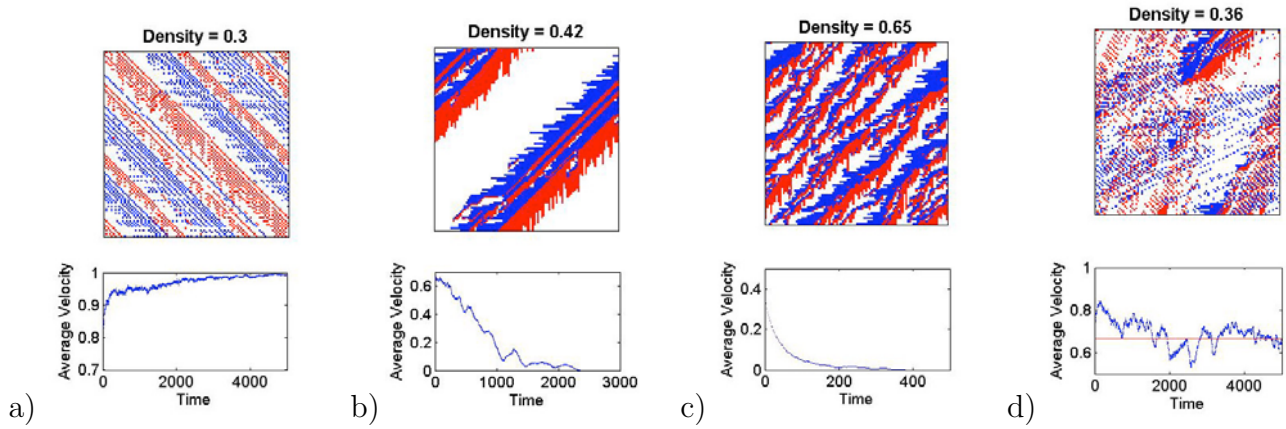 Density = 0.3
Average Velocity
1
0.9
0.8
0.7
0
2000
4000
Time
a)
Density = 0.42
Average Velocity
0.6
0.4
0.2
0
0
1000
2000
3000
Time
b)
Density = 0.65
Average Velocity
0.4
0.2
0
0
200
400
Time
c)
Density = 0.36
Average Velocity
1
0.8
0.6
0
2000
4000
Time
d)